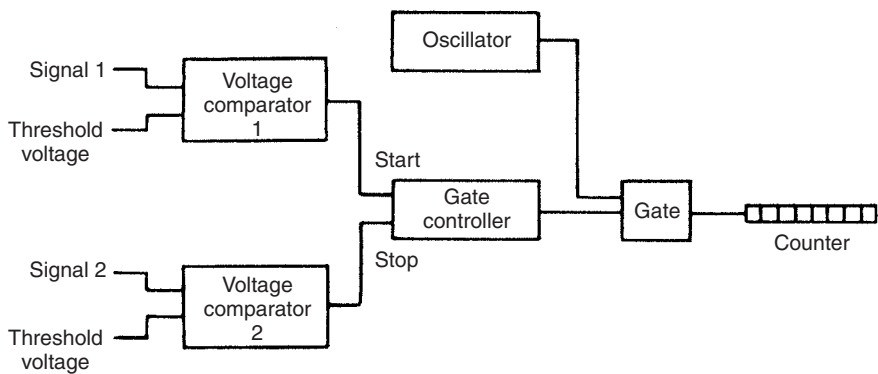 Oscillator
Signal 1
Voltage
comparator
1
Threshold
voltage
Start
Gate
controller
Gate
Counter
Stop
Signal 2
Voltage
comparator
2
Threshold
voltage